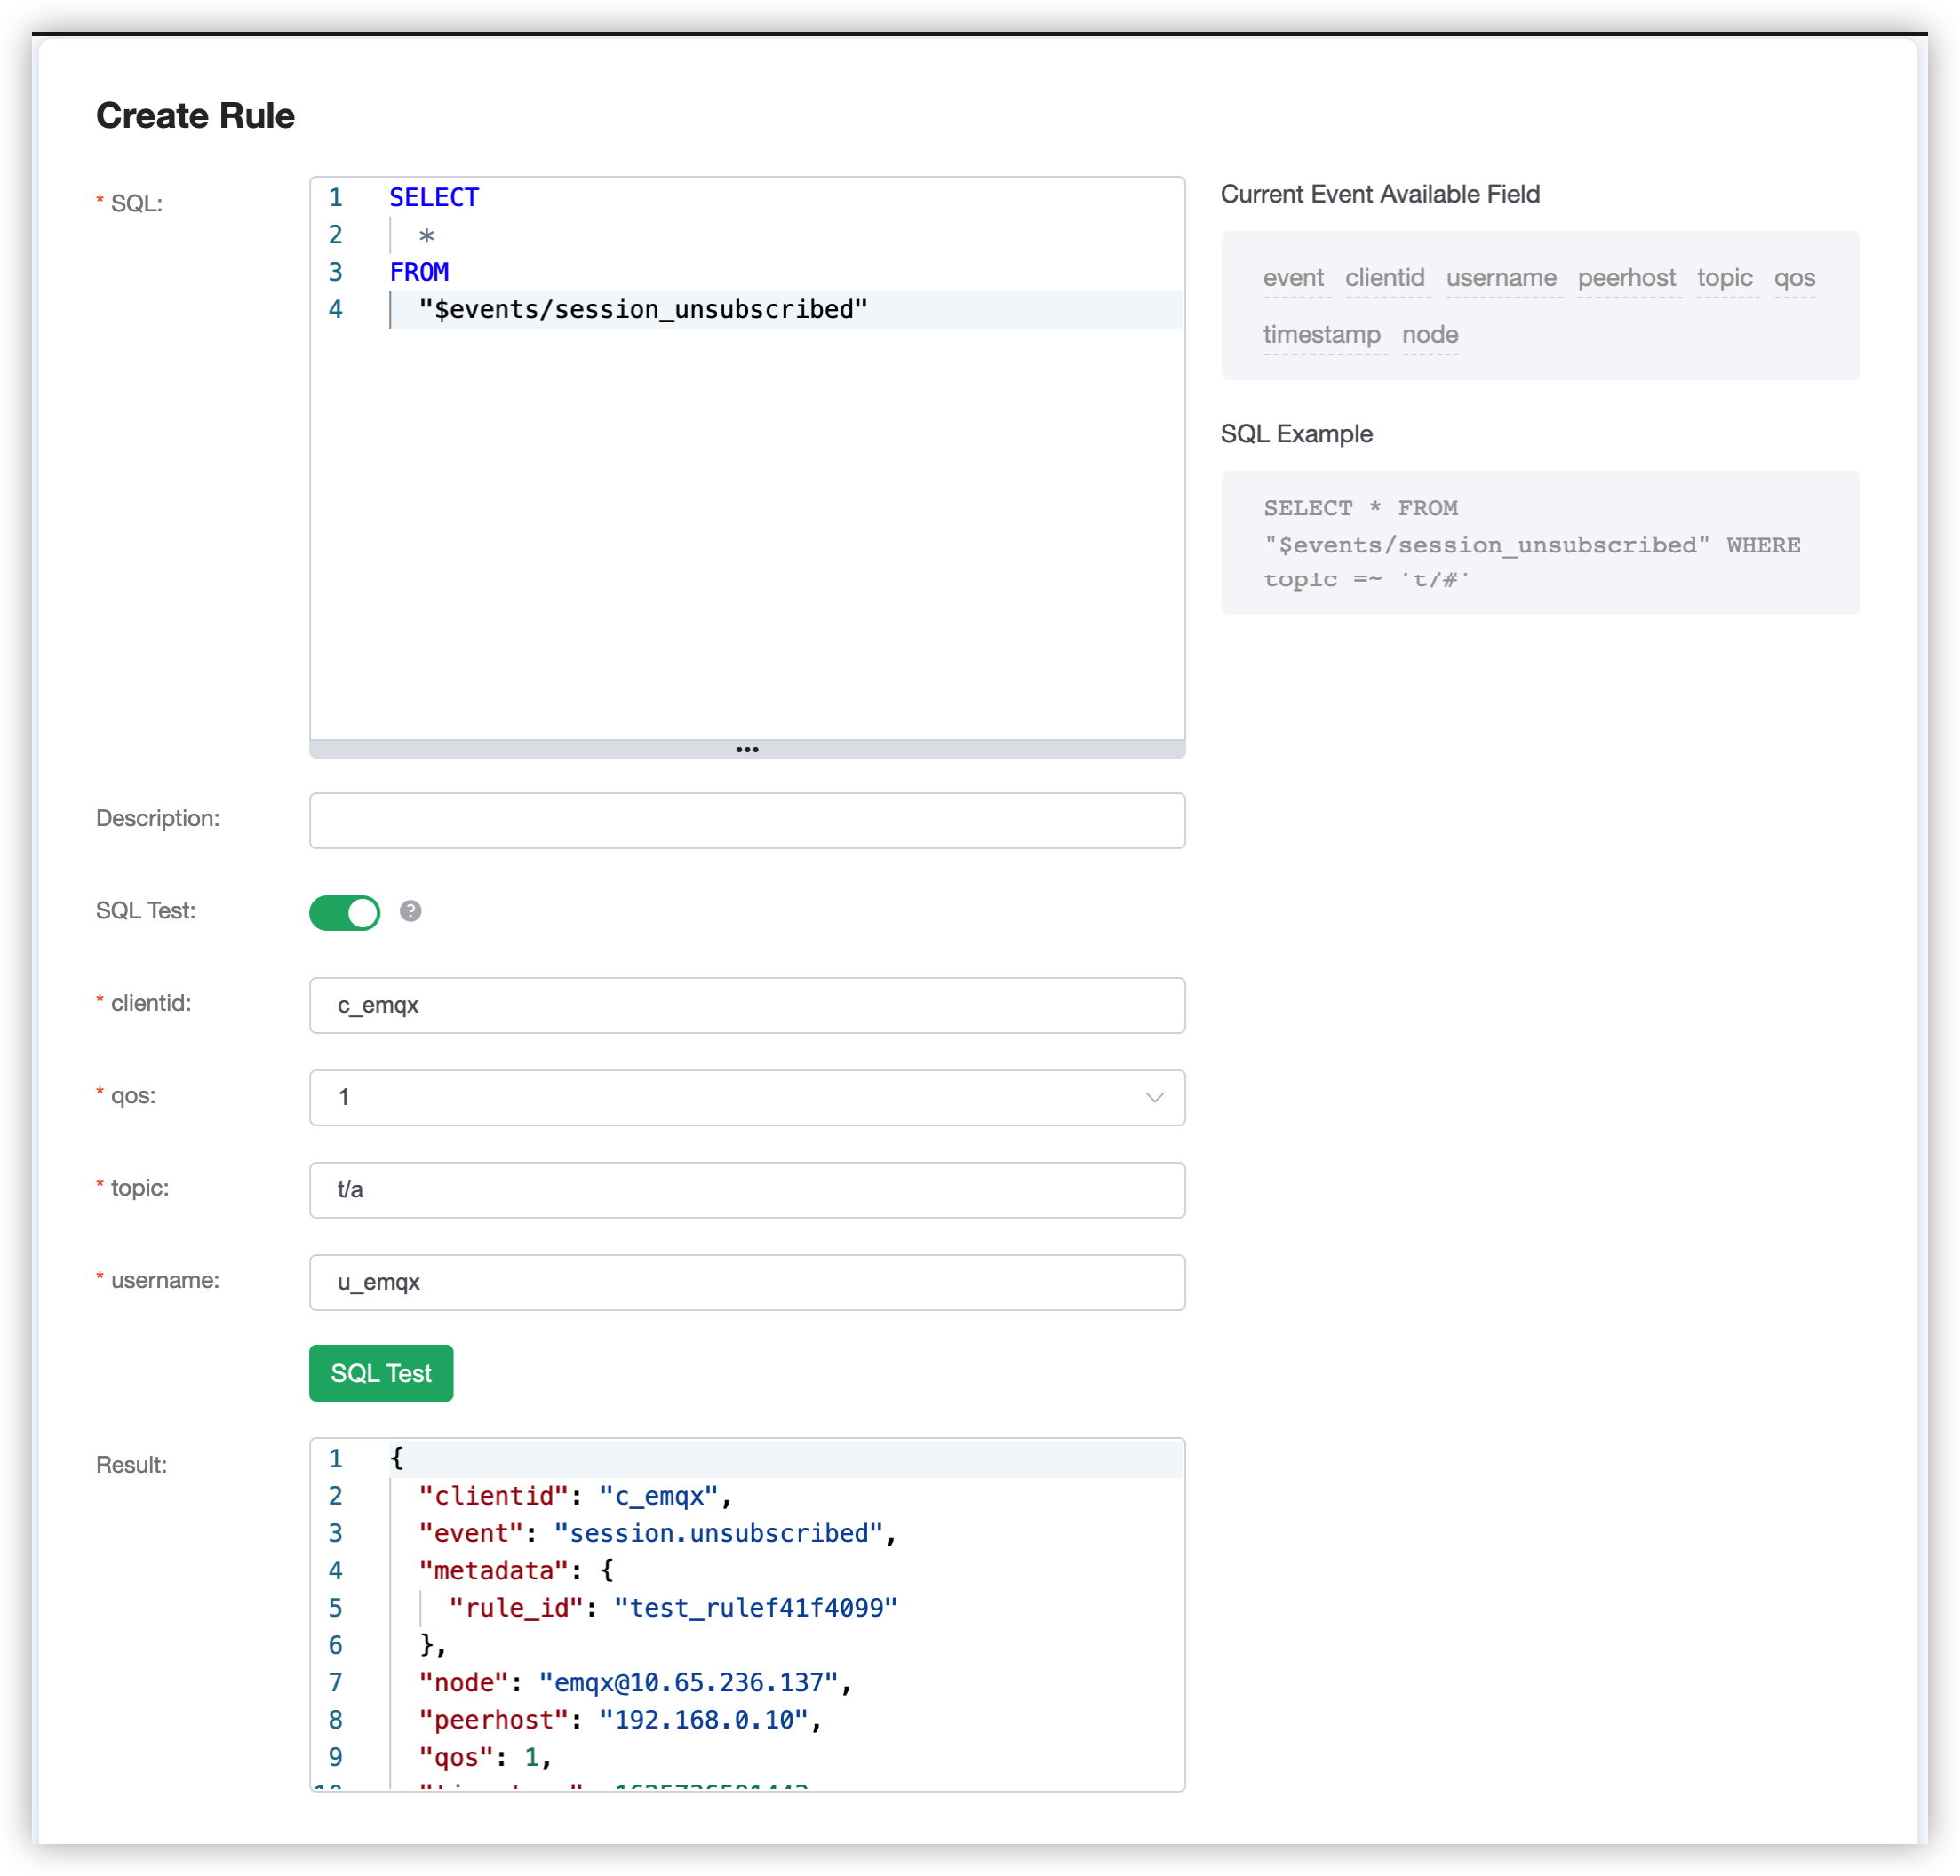 Create Rule
* SQL:
1 SELECT
2 *
3 FROM
4 "$events/session_unsubscribed"
•••
Current Event Available Field
event clientid username peerhost topic qos
timestamp node
SQL Example
SELECT * FROM
"$events/session_unsubscribed" WHERE
topic =~ 't/#'
Description:
SQL Test:
?
* clientid:
c_emqx
* qos:
1
* topic:
t/a
* username:
u_emqx
SQL Test
Result:
1 {
2 "clientid": "c_emqx",
3 "event": "session.unsubscribed",
4 "metadata": {
5 "rule_id": "test_rulef41f4099"
6 },
7 "node": "emqx@10.65.236.137",
8 "peerhost": "192.168.0.10",
9 "qos": 1,
10